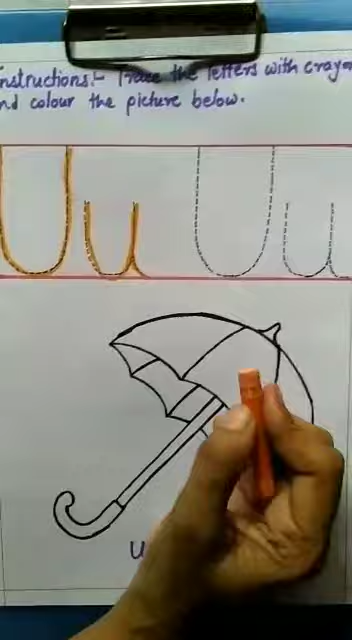 Instructions:- Trace the letters with crayon
and colour the picture below.
U u U u
U